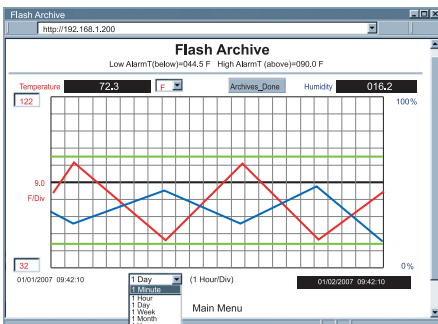 Flash Archive
http://192.168.1.200
Flash Archive
Low AlarmT(below)=044.5 F High AlarmT (above)=090.0 F
Temperature 72.3 F Archives_Done Humidity 016.2
122 100%
9.0
F/Div
32 0%
01/01/2007 09:42:10 1 Day (1 Hour/Div) 01/02/2007 09:42:10
1 Minute
1 Hour
1 Day
1 Week
1 Month
Main Menu